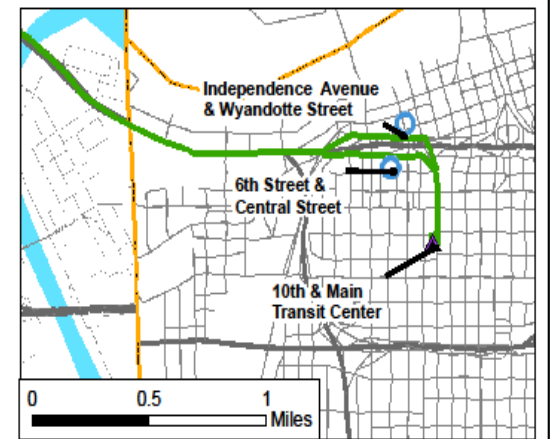 Independence Avenue
& Wyandotte Street
6th Street &
Central Street
10th & Main
Transit Center
0 0.5 1
Miles